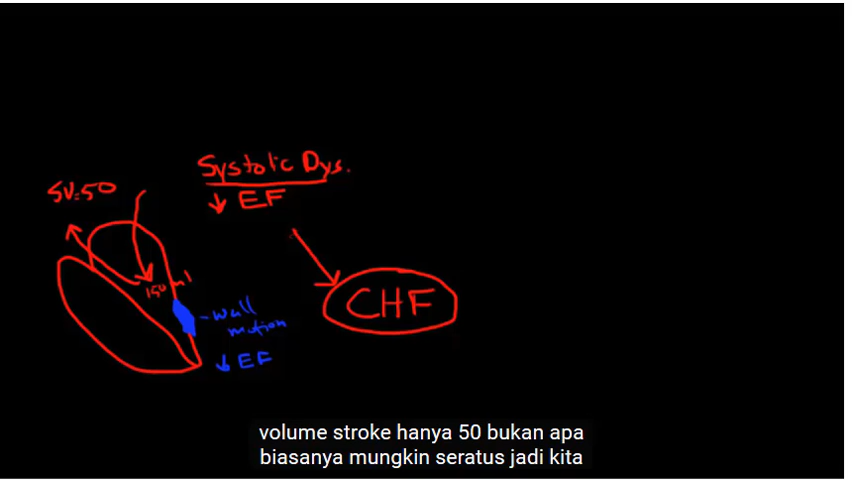 Systolic Dys.
↓ EF
SV:50
150 ml
CHF
- wall
motion
↓ EF
volume stroke hanya 50 bukan apa
biasanya mungkin seratus jadi kita